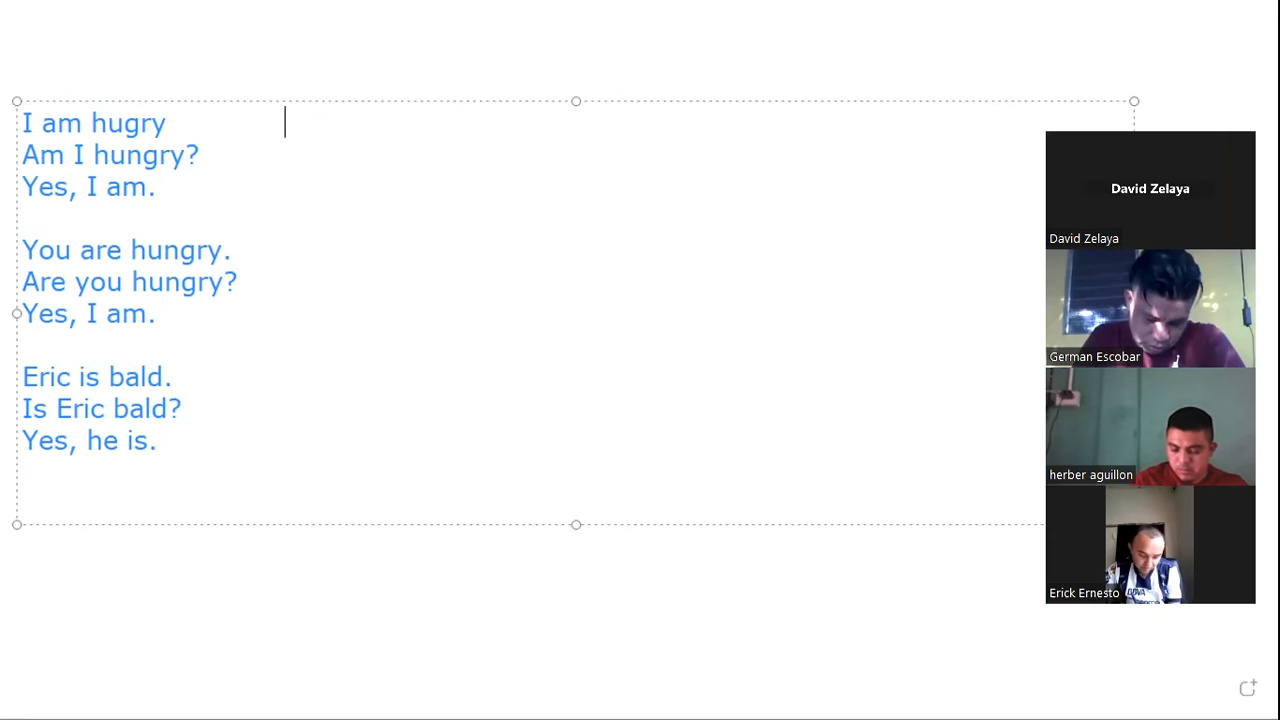 I am hugry
Am I hungry?
Yes, I am.
You are hungry.
Are you hungry?
Yes, I am.
Eric is bald.
Is Eric bald?
Yes, he is.
David Zelaya
David Zelaya
German Escobar
herber aguillon
Erick Ernesto
BBVA